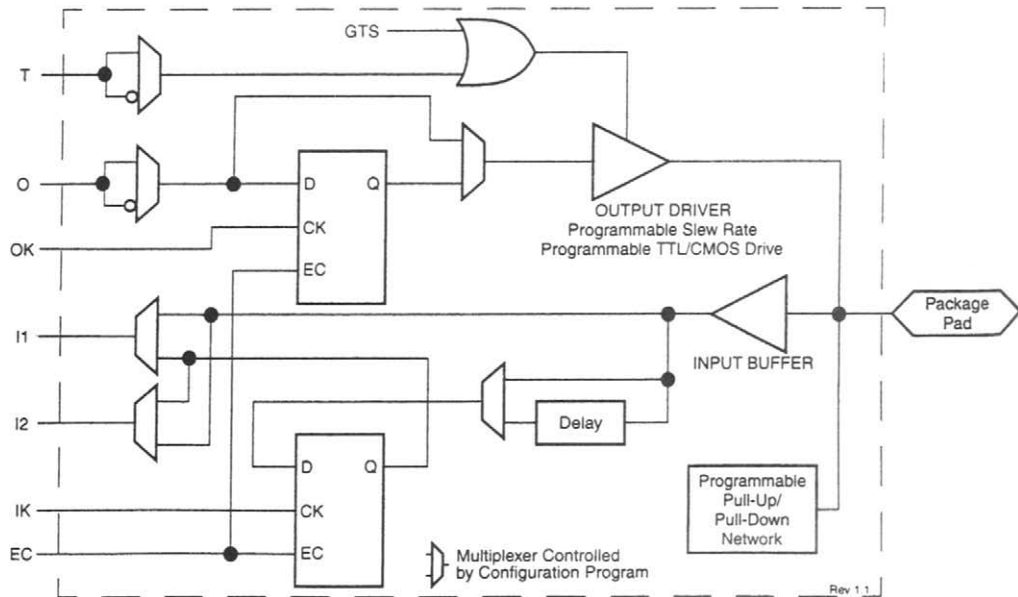 GTS
T
O
D
Q
OK
CK
EC
OUTPUT DRIVER
Programmable Slew Rate
Programmable TTL/CMOS Drive
I1
Package
Pad
INPUT BUFFER
I2
Delay
D
Q
Programmable
Pull-Up/
Pull-Down
Network
IK
CK
EC
EC
Multiplexer Controlled
by Configuration Program
Rev 1.1